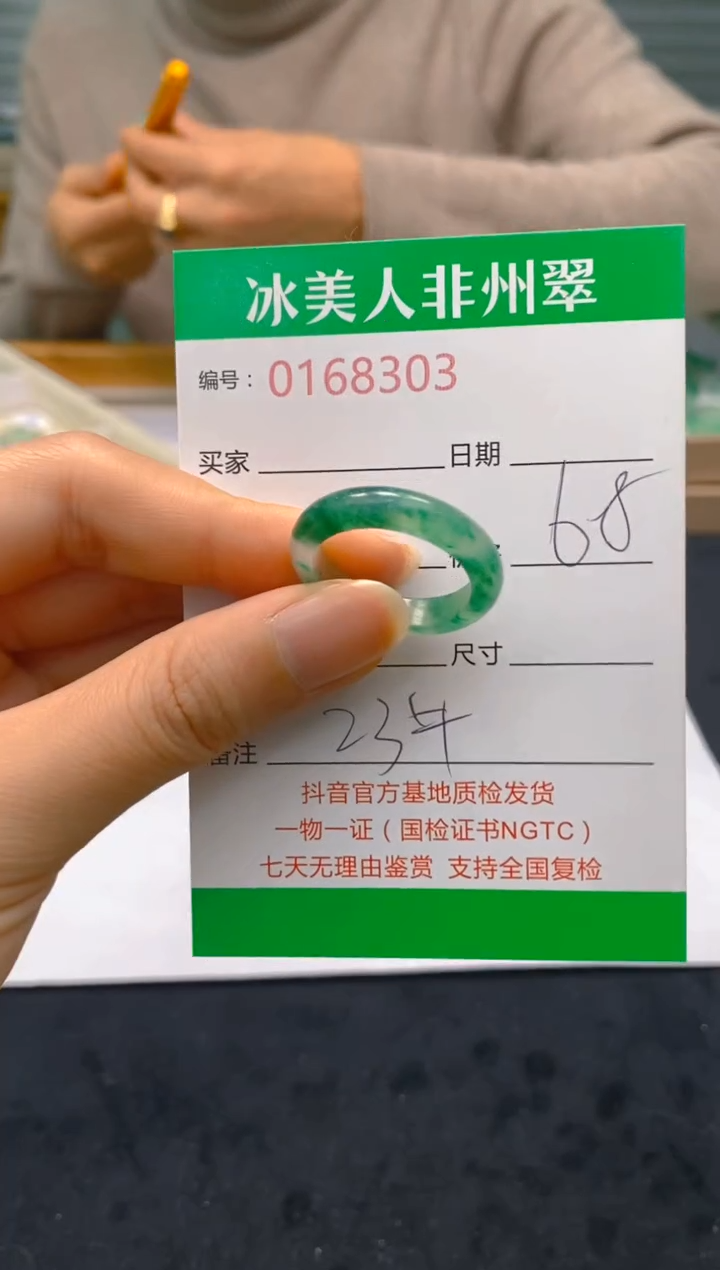 冰美人非州翠
编号：0168303
买家 日期
68
尺寸
备注 23年
抖音官方基地质检发货
一物一证（国检证书NGTC）
七天无理由鉴赏 支持全国复检